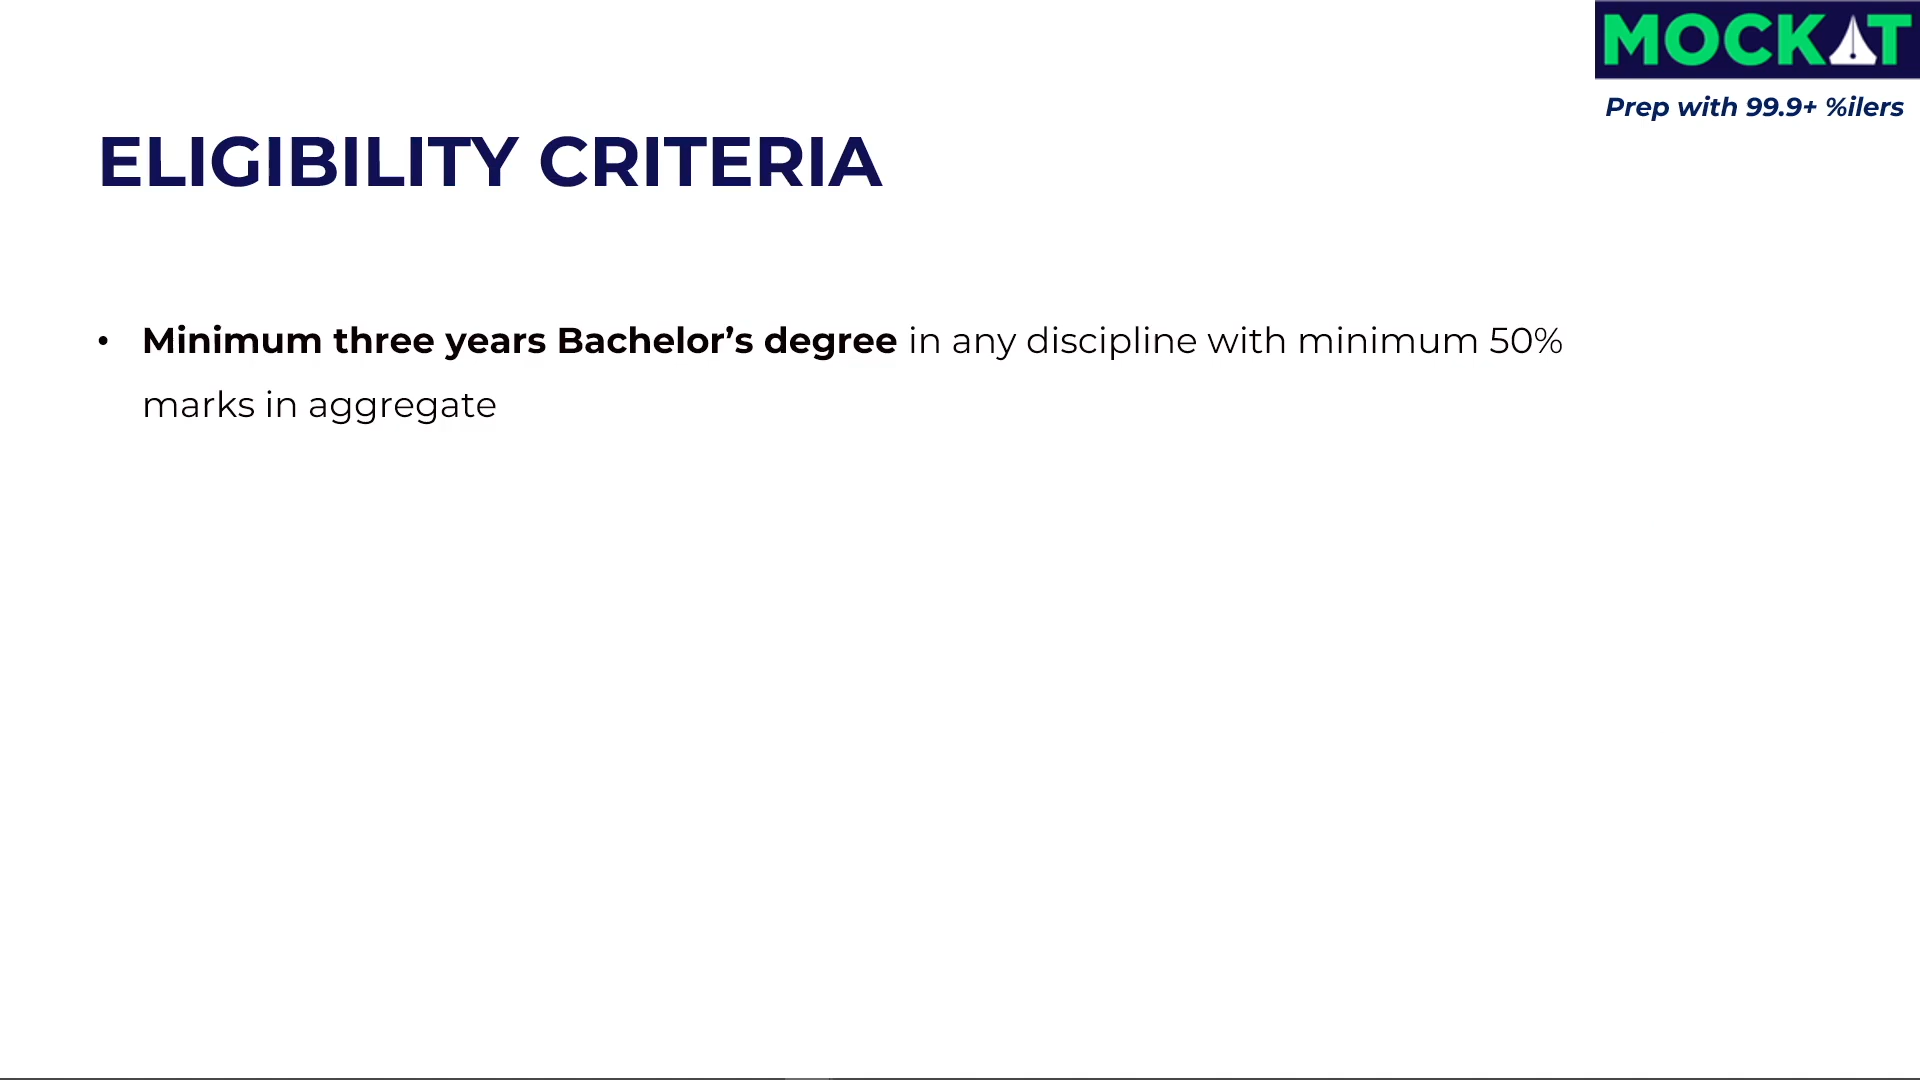 MOCKAT
Prep with 99.9+ %ilers
ELIGIBILITY CRITERIA
• Minimum three years Bachelor’s degree in any discipline with minimum 50%
marks in aggregate